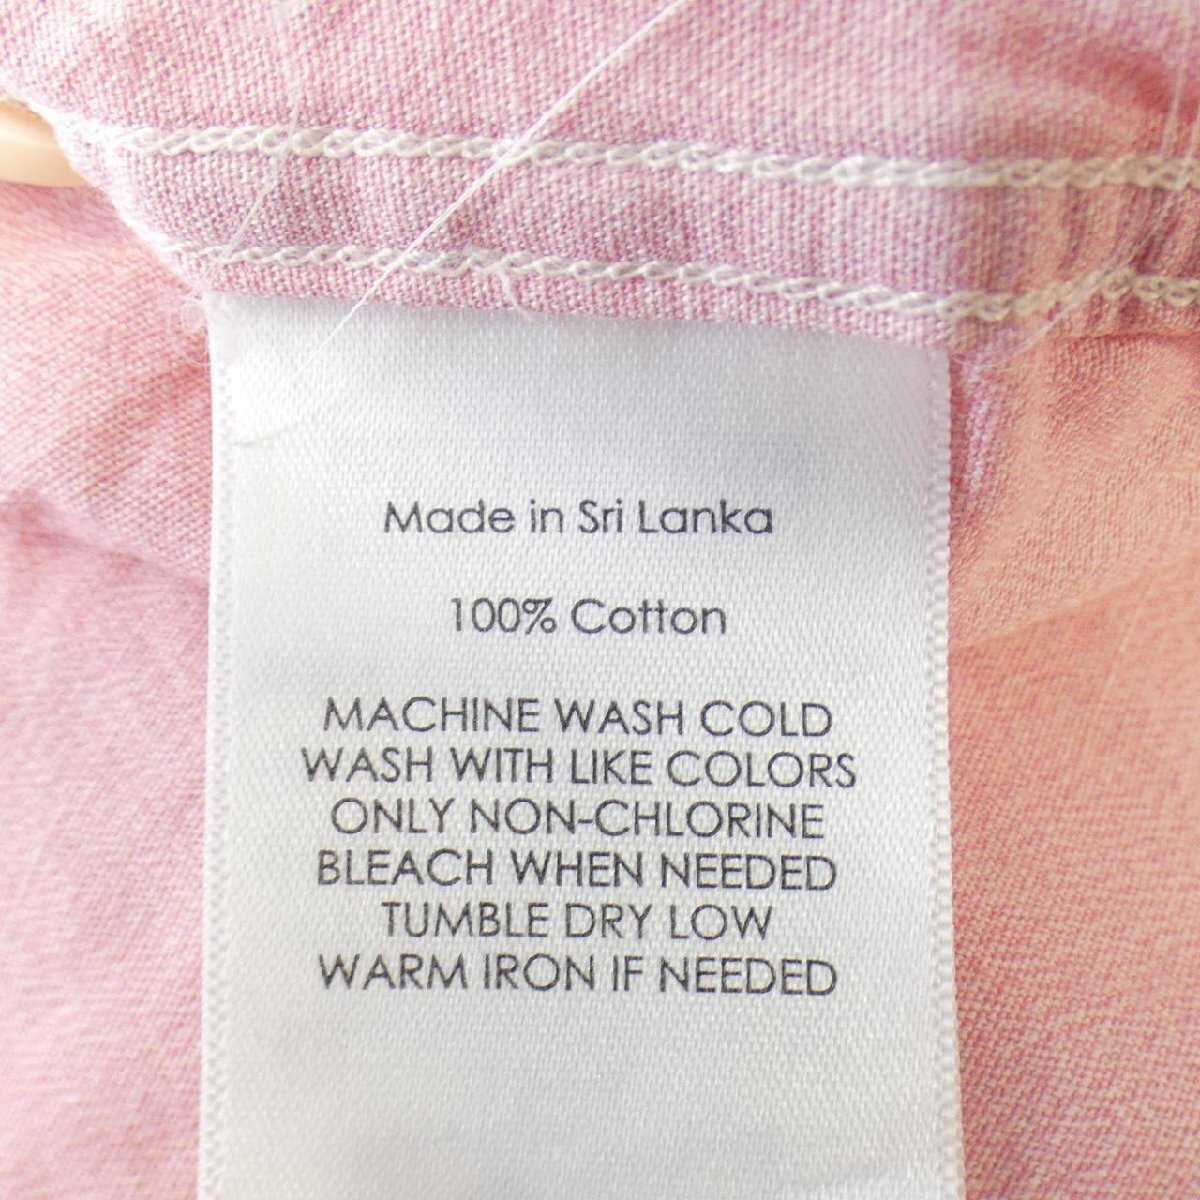 Made in Sri Lanka
100% Cotton
MACHINE WASH COLD
WASH WITH LIKE COLORS
ONLY NON-CHLORINE
BLEACH WHEN NEEDED
TUMBLE DRY LOW
WARM IRON IF NEEDED